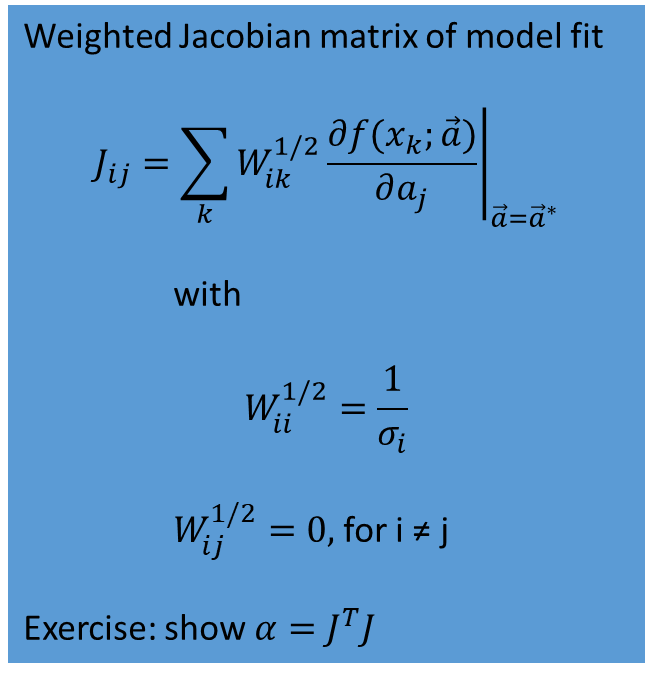 Weighted Jacobian matrix of model fit
J_{ij} = \sum_k W_{ik}^{1/2} \frac{\partial f(x_k; \vec{a})}{\partial a_j} \Big|_{\vec{a}=\vec{a}^*}
with
W_{ii}^{1/2} = \frac{1}{\sigma_i}
W_{ij}^{1/2} = 0, for i ≠ j
Exercise: show α = J^T J